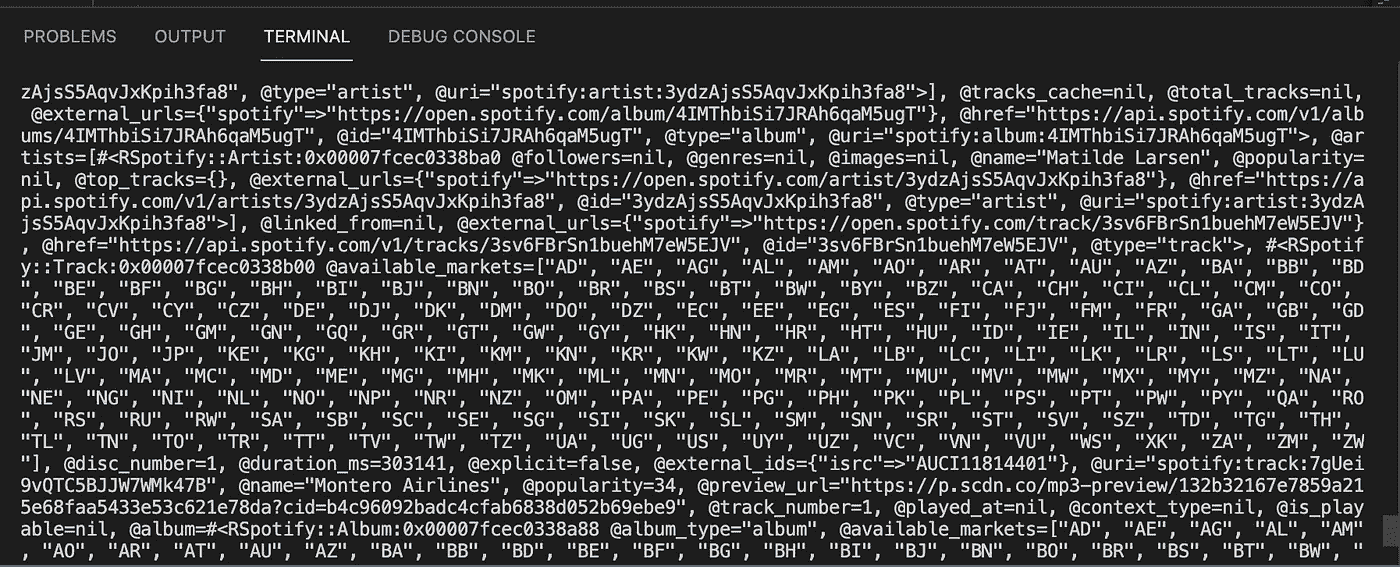 PROBLEMS OUTPUT TERMINAL DEBUG CONSOLE
zAjsS5AqvJxKpih3fa8", @type="artist", @uri="spotify:artist:3ydzAjsS5AqvJxKpih3fa8">], @tracks_cache=nil, @total_tracks=nil,
@external_urls={"spotify"=>"https://open.spotify.com/album/4IMThbiSi7JRAh6qaM5ugT"}, @href="https://api.spotify.com/v1/alb
ums/4IMThbiSi7JRAh6qaM5ugT", @id="4IMThbiSi7JRAh6qaM5ugT", @type="album", @uri="spotify:album:4IMThbiSi7JRAh6qaM5ugT">, @ar
tists=[#<RSpotify::Artist:0x00007fcec0338ba0 @followers=nil, @genres=nil, @images=nil, @name="Matilde Larsen", @popularity=
nil, @top_tracks={}, @external_urls={"spotify"=>"https://open.spotify.com/artist/3ydzAjsS5AqvJxKpih3fa8"}, @href="https://a
pi.spotify.com/v1/artists/3ydzAjsS5AqvJxKpih3fa8", @id="3ydzAjsS5AqvJxKpih3fa8", @type="artist", @uri="spotify:artist:3ydzA
jsS5AqvJxKpih3fa8">], @linked_from=nil, @external_urls={"spotify"=>"https://open.spotify.com/track/3sv6FBrSn1buehM7eW5EJV"}
, @href="https://api.spotify.com/v1/tracks/3sv6FBrSn1buehM7eW5EJV", @id="3sv6FBrSn1buehM7eW5EJV", @type="track">, #<RSpotif
y::Track:0x00007fcec0338b00 @available_markets=["AD", "AE", "AG", "AL", "AM", "AO", "AR", "AT", "AU", "AZ", "BA", "BB", "BD
", "BE", "BF", "BG", "BH", "BI", "BJ", "BN", "BO", "BR", "BS", "BT", "BW", "BY", "BZ", "CA", "CH", "CI", "CL", "CM", "CO",
"CR", "CV", "CY", "CZ", "DE", "DJ", "DK", "DM", "DO", "DZ", "EC", "EE", "EG", "ES", "FI", "FJ", "FM", "FR", "GA", "GB", "GD
", "GE", "GH", "GM", "GN", "GQ", "GR", "GT", "GW", "GY", "HK", "HN", "HR", "HT", "HU", "ID", "IE", "IL", "IN", "IS", "IT",
"JM", "JO", "JP", "KE", "KG", "KH", "KI", "KM", "KN", "KR", "KW", "KZ", "LA", "LB", "LC", "LI", "LK", "LR", "LS", "LT", "LU
", "LV", "MA", "MC", "MD", "ME", "MG", "MH", "MK", "ML", "MN", "MO", "MR", "MT", "MU", "MV", "MW", "MX", "MY", "MZ", "NA",
"NE", "NG", "NI", "NL", "NO", "NP", "NR", "NZ", "OM", "PA", "PE", "PG", "PH", "PK", "PL", "PS", "PT", "PW", "PY", "QA", "RO
", "RS", "RU", "RW", "SA", "SB", "SC", "SE", "SG", "SI", "SK", "SL", "SM", "SN", "SR", "ST", "SV", "SZ", "TD", "TG", "TH",
"TL", "TN", "TO", "TR", "TT", "TV", "TW", "TZ", "UA", "UG", "US", "UY", "UZ", "VC", "VN", "VU", "WS", "XK", "ZA", "ZM", "ZW
"], @disc_number=1, @duration_ms=303141, @explicit=false, @external_ids={"isrc"=>"AUCI11814401"}, @uri="spotify:track:7gUei
9vQTC5BJJW7WMk47B", @name="Montero Airlines", @popularity=34, @preview_url="https://p.scdn.co/mp3-preview/132b32167e7859a21
5e68faa5433e53c621e78da?cid=b4c96092badc4cfab6838d052b69ebe9", @track_number=1, @played_at=nil, @context_type=nil, @is_play
able=nil, @album=#<RSpotify::Album:0x00007fcec0338a88 @album_type="album", @available_markets=["AD", "AE", "AG", "AL", "AM"
, "AO", "AR", "AT", "AU", "AZ", "BA", "BB", "BD", "BE", "BF", "BG", "BH", "BI", "BJ", "BN", "BO", "BR", "BS", "BT", "BW", "